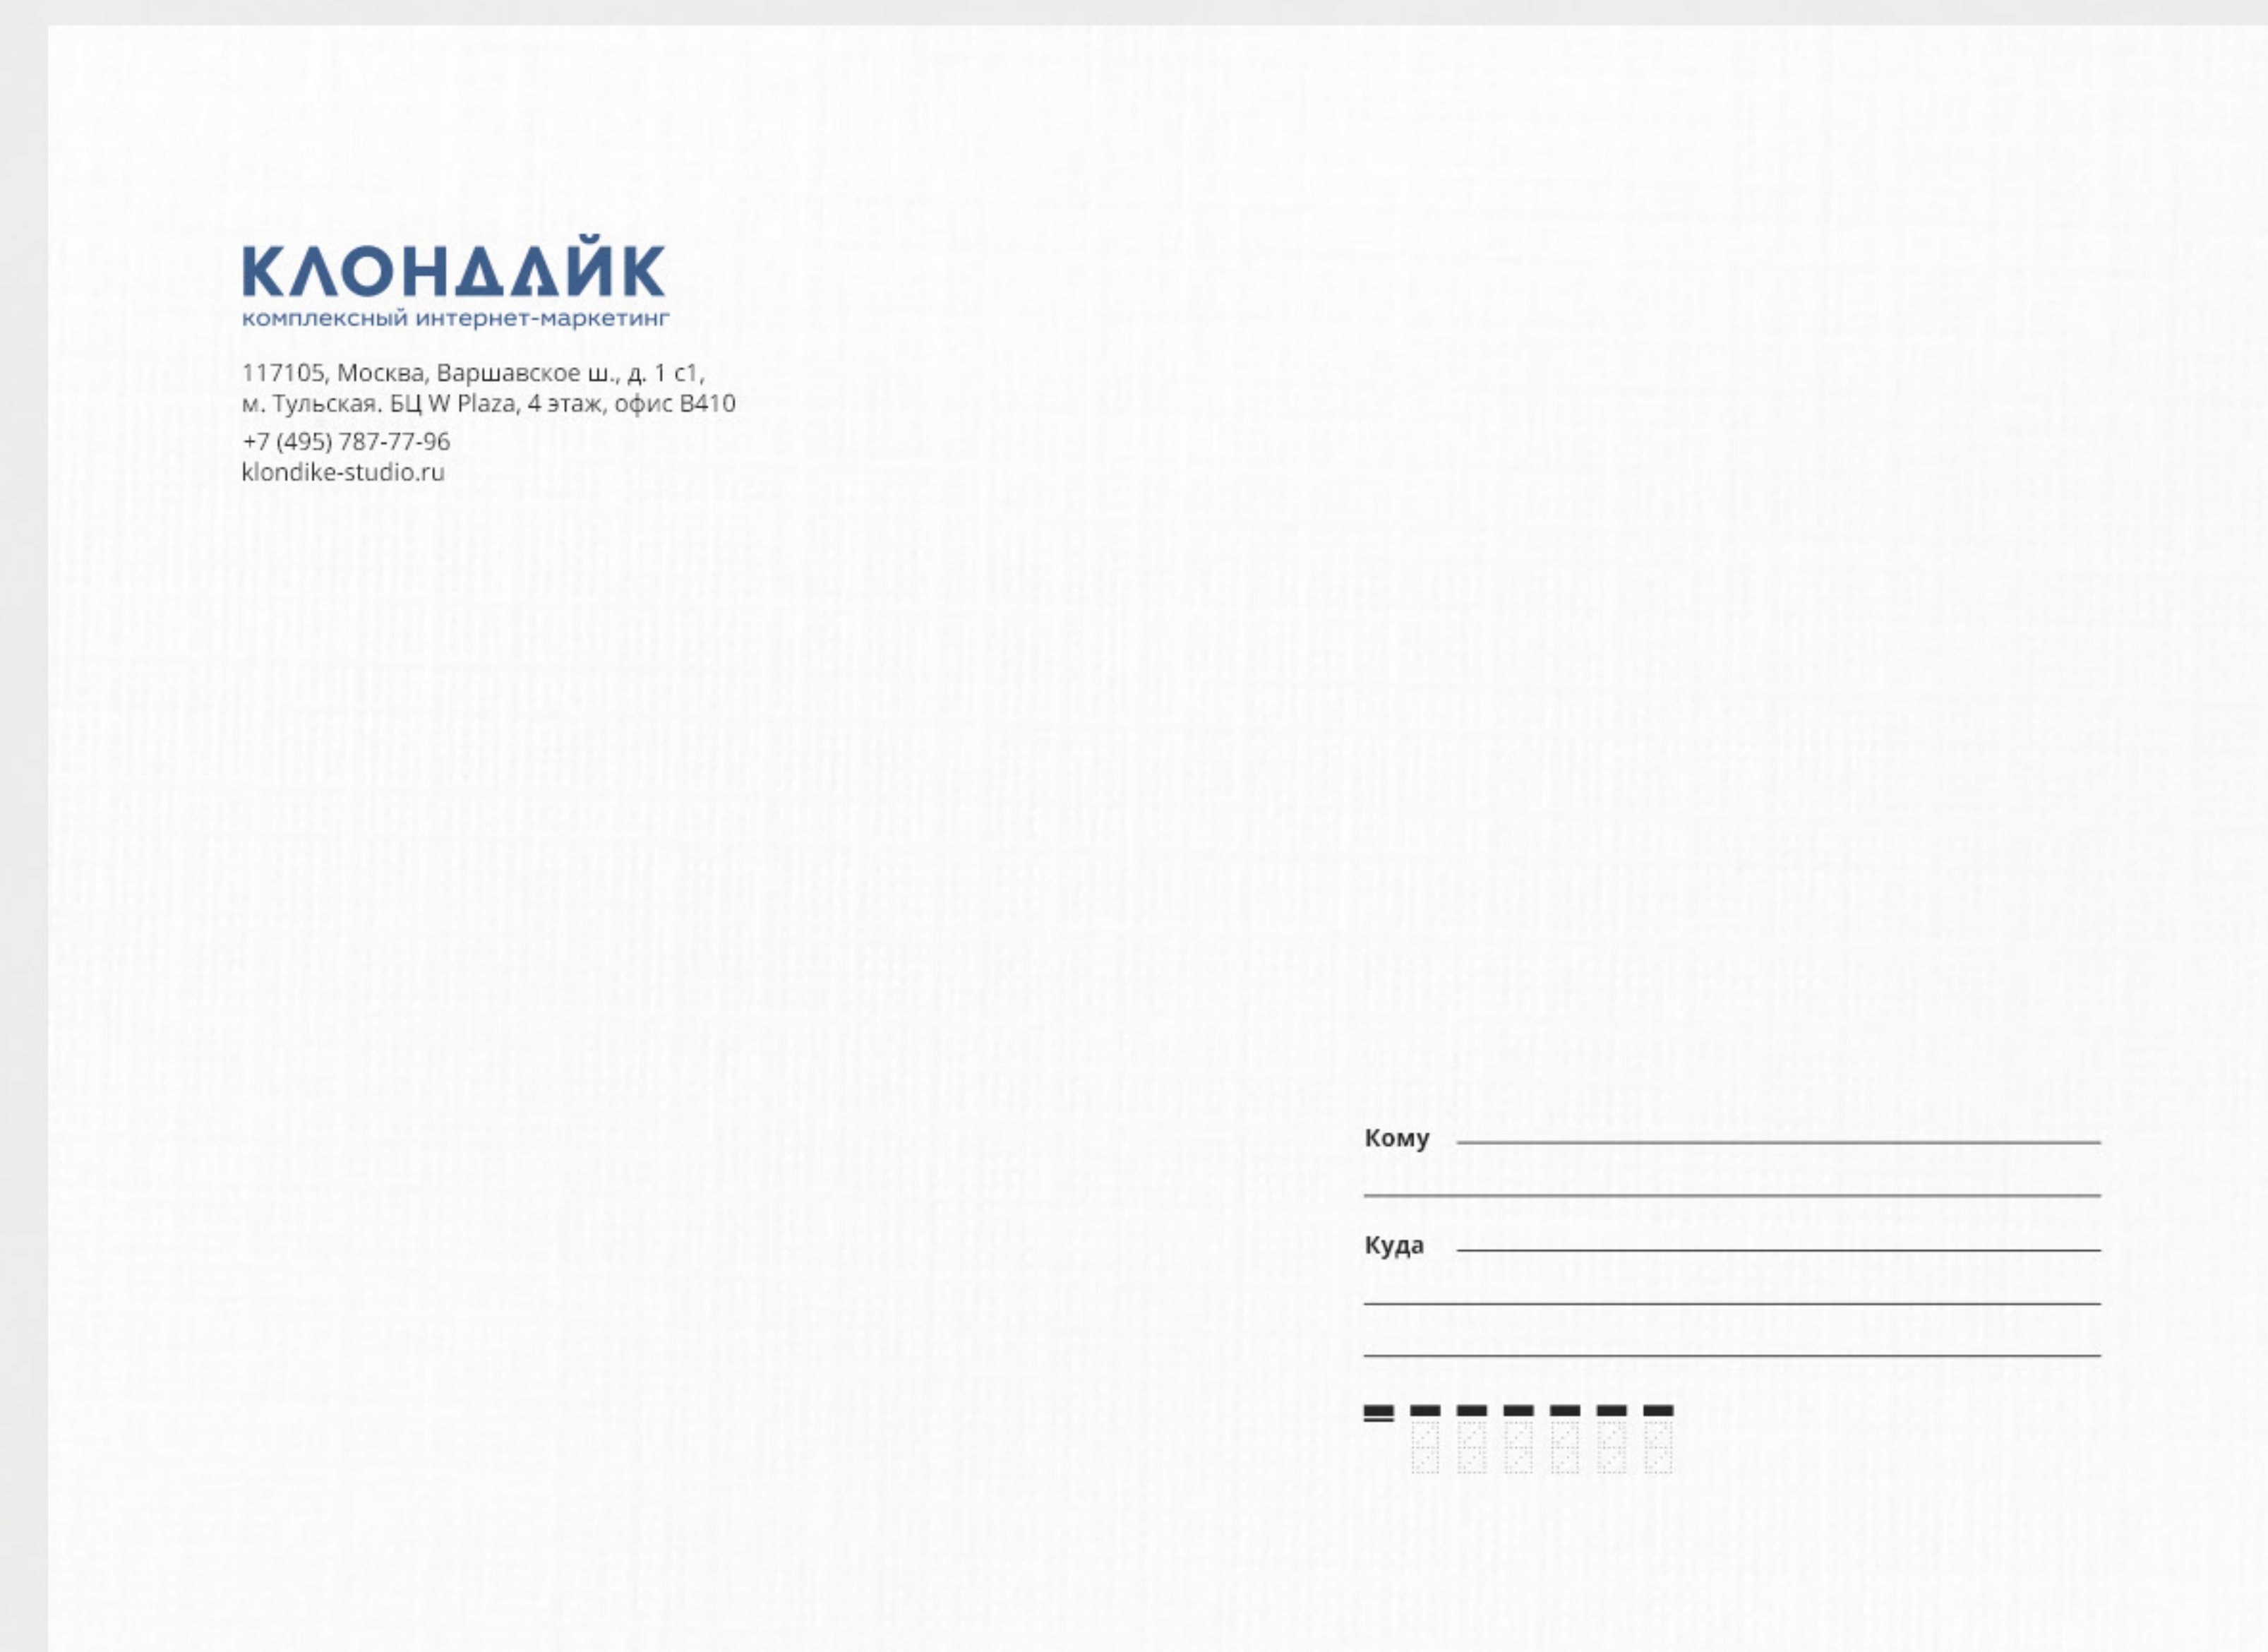 КЛОНДАЙК
комплексный интернет-маркетинг
117105, Москва, Варшавское ш., д. 1 с1,
м. Тульская. БЦ W Plaza, 4 этаж, офис B410
+7 (495) 787-77-96
klondike-studio.ru
Кому
Куда